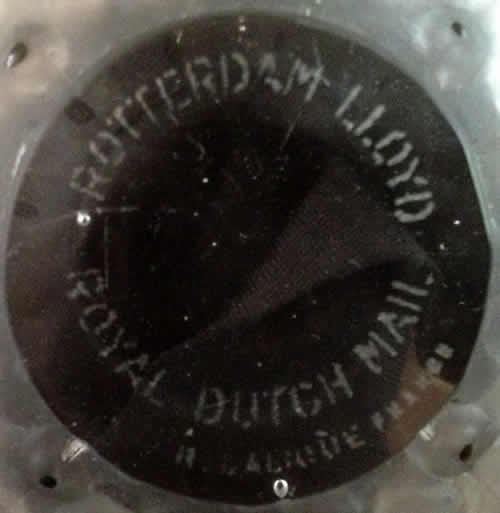 ROTTERDAM LLOYD
ROYAL DUTCH MAIL
R. LALIQUE FRANCE